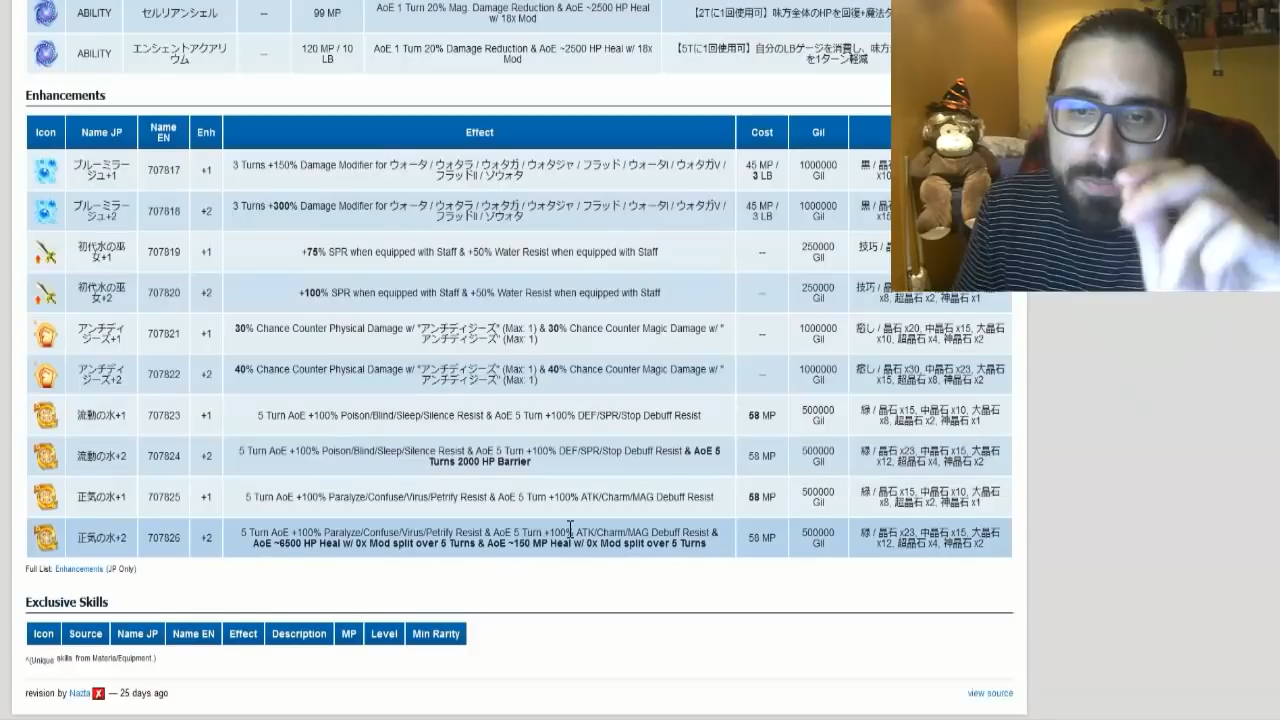 ABILITY セルリアンシェル -- 99 MP AoE 1 Turn 20% Mag. Damage Reduction & AoE ~2500 HP Heal 【2Tに1回使用可】味方全体のHPを回復+魔法ダ
w/ 18x Mod
ABILITY エンシェントアクアリ -- 120 MP / 10 AoE 1 Turn 20% Damage Reduction & AoE ~2500 HP Heal w/ 18x 【5Tに1回使用可】自分のLBゲージを消費し、味方
ウム LB Mod を1ターン軽減
Enhancements
Icon Name JP Name EN Enh Effect Cost Gil
ブルーミラー 707817 +1 3 Turns +150% Damage Modifier for ウォータ / ウォタラ / ウォタガ / ウォタジャ / フラッド / ウォータII / ウォタガV / 45 MP / 1000000 黒 /
ジュ+1 フラッドII / ゾウォタ 3 LB Gil
ブルーミラー 707818 +2 3 Turns +300% Damage Modifier for ウォータ / ウォタラ / ウォタガ / ウォタジャ / フラッド / ウォータII / ウォタガV / 45 MP / 1000000 黒 /
ジュ+2 フラッドII / ゾウォタ 3 LB Gil
初代水の巫 707819 +1 +75% SPR when equipped with Staff & +50% Water Resist when equipped with Staff -- 250000 技巧 /
女+1 Gil
初代水の巫 707820 +2 +100% SPR when equipped with Staff & +50% Water Resist when equipped with Staff -- 250000 技巧 /
女+2 Gil x8, 超晶石 x2, 神晶石 x1
アンチディ 707821 +1 30% Chance Counter Physical Damage w/ "アンチディジーズ" (Max: 1) & 30% Chance Counter Magic Damage w/ " -- 1000000 癒し / 晶石 x20, 中晶石 x15, 大晶石
ジーズ+1 アンチディジーズ" (Max: 1) Gil x10, 超晶石 x4, 神晶石 x2
アンチディ 707822 +2 40% Chance Counter Physical Damage w/ "アンチディジーズ" (Max: 1) & 40% Chance Counter Magic Damage w/ " -- 1000000 癒し / 晶石 x30, 中晶石 x23, 大晶石
ジーズ+2 アンチディジーズ" (Max: 1) Gil x15, 超晶石 x8, 神晶石 x2
流動の水+1 707823 +1 5 Turn AoE +100% Poison/Blind/Sleep/Silence Resist & AoE 5 Turn +100% DEF/SPR/Stop Debuff Resist 58 MP 500000 緑 / 晶石 x15, 中晶石 x10, 大晶石
Gil x8, 超晶石 x2, 神晶石 x1
流動の水+2 707824 +2 5 Turn AoE +100% Poison/Blind/Sleep/Silence Resist & AoE 5 Turn +100% DEF/SPR/Stop Debuff Resist & AoE 5 58 MP 500000 緑 / 晶石 x23, 中晶石 x15, 大晶石
Turns 2000 HP Barrier Gil x12, 超晶石 x4, 神晶石 x2
正気の水+1 707825 +1 5 Turn AoE +100% Paralyze/Confuse/Virus/Petrify Resist & AoE 5 Turn +100% ATK/Charm/MAG Debuff Resist 58 MP 500000 緑 / 晶石 x15, 中晶石 x10, 大晶石
Gil x8, 超晶石 x2, 神晶石 x1
正気の水+2 707826 +2 5 Turn AoE +100% Paralyze/Confuse/Virus/Petrify Resist & AoE 5 Turn +100% ATK/Charm/MAG Debuff Resist & 58 MP 500000 緑 / 晶石 x23, 中晶石 x15, 大晶石
AoE ~6500 HP Heal w/ 0x Mod split over 5 Turns & AoE ~150 MP Heal w/ 0x Mod split over 5 Turns Gil x12, 超晶石 x4, 神晶石 x2
Full List: Enhancements (JP Only)
Exclusive Skills
Icon Source Name JP Name EN Effect Description MP Level Min Rarity
^(Unique skills from Materia/Equipment.)
revision by Nazta — 25 days ago view source